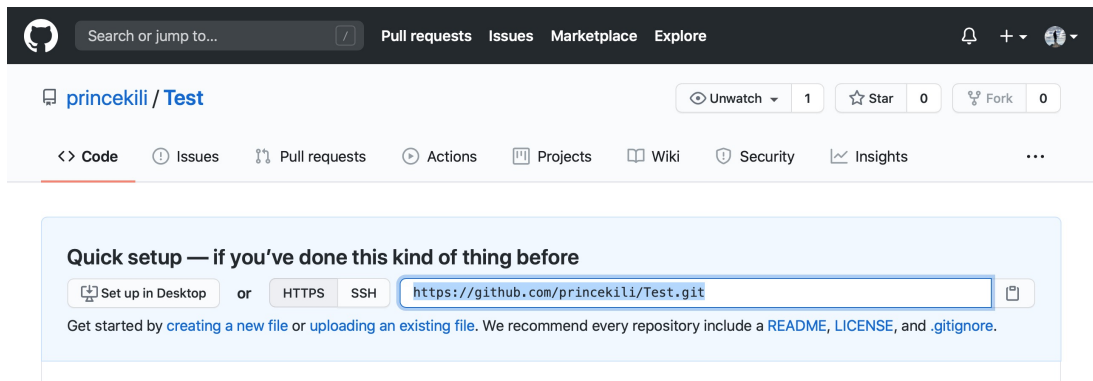 Search or jump to... / Pull requests Issues Marketplace Explore
princekili / Test Unwatch 1 Star 0 Fork 0
Code Issues Pull requests Actions Projects Wiki Security Insights ...
Quick setup — if you’ve done this kind of thing before
Set up in Desktop or HTTPS SSH https://github.com/princekili/Test.git
Get started by creating a new file or uploading an existing file. We recommend every repository include a README, LICENSE, and .gitignore.